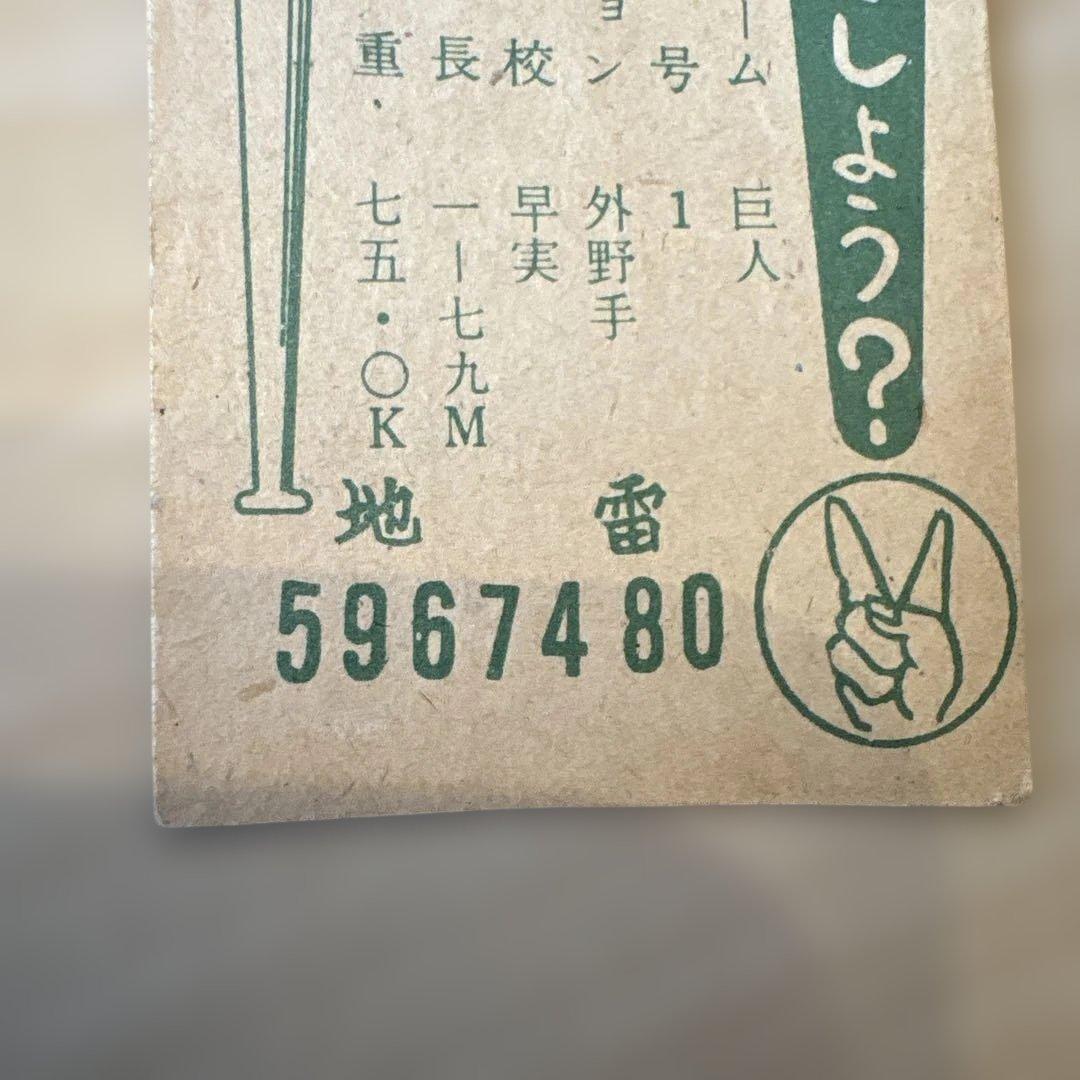 しょう?
ーム 巨人
号 1
ョン 外野手
校 早実
長 一ー七九M
重. 七五・〇K
地 雷
5967480